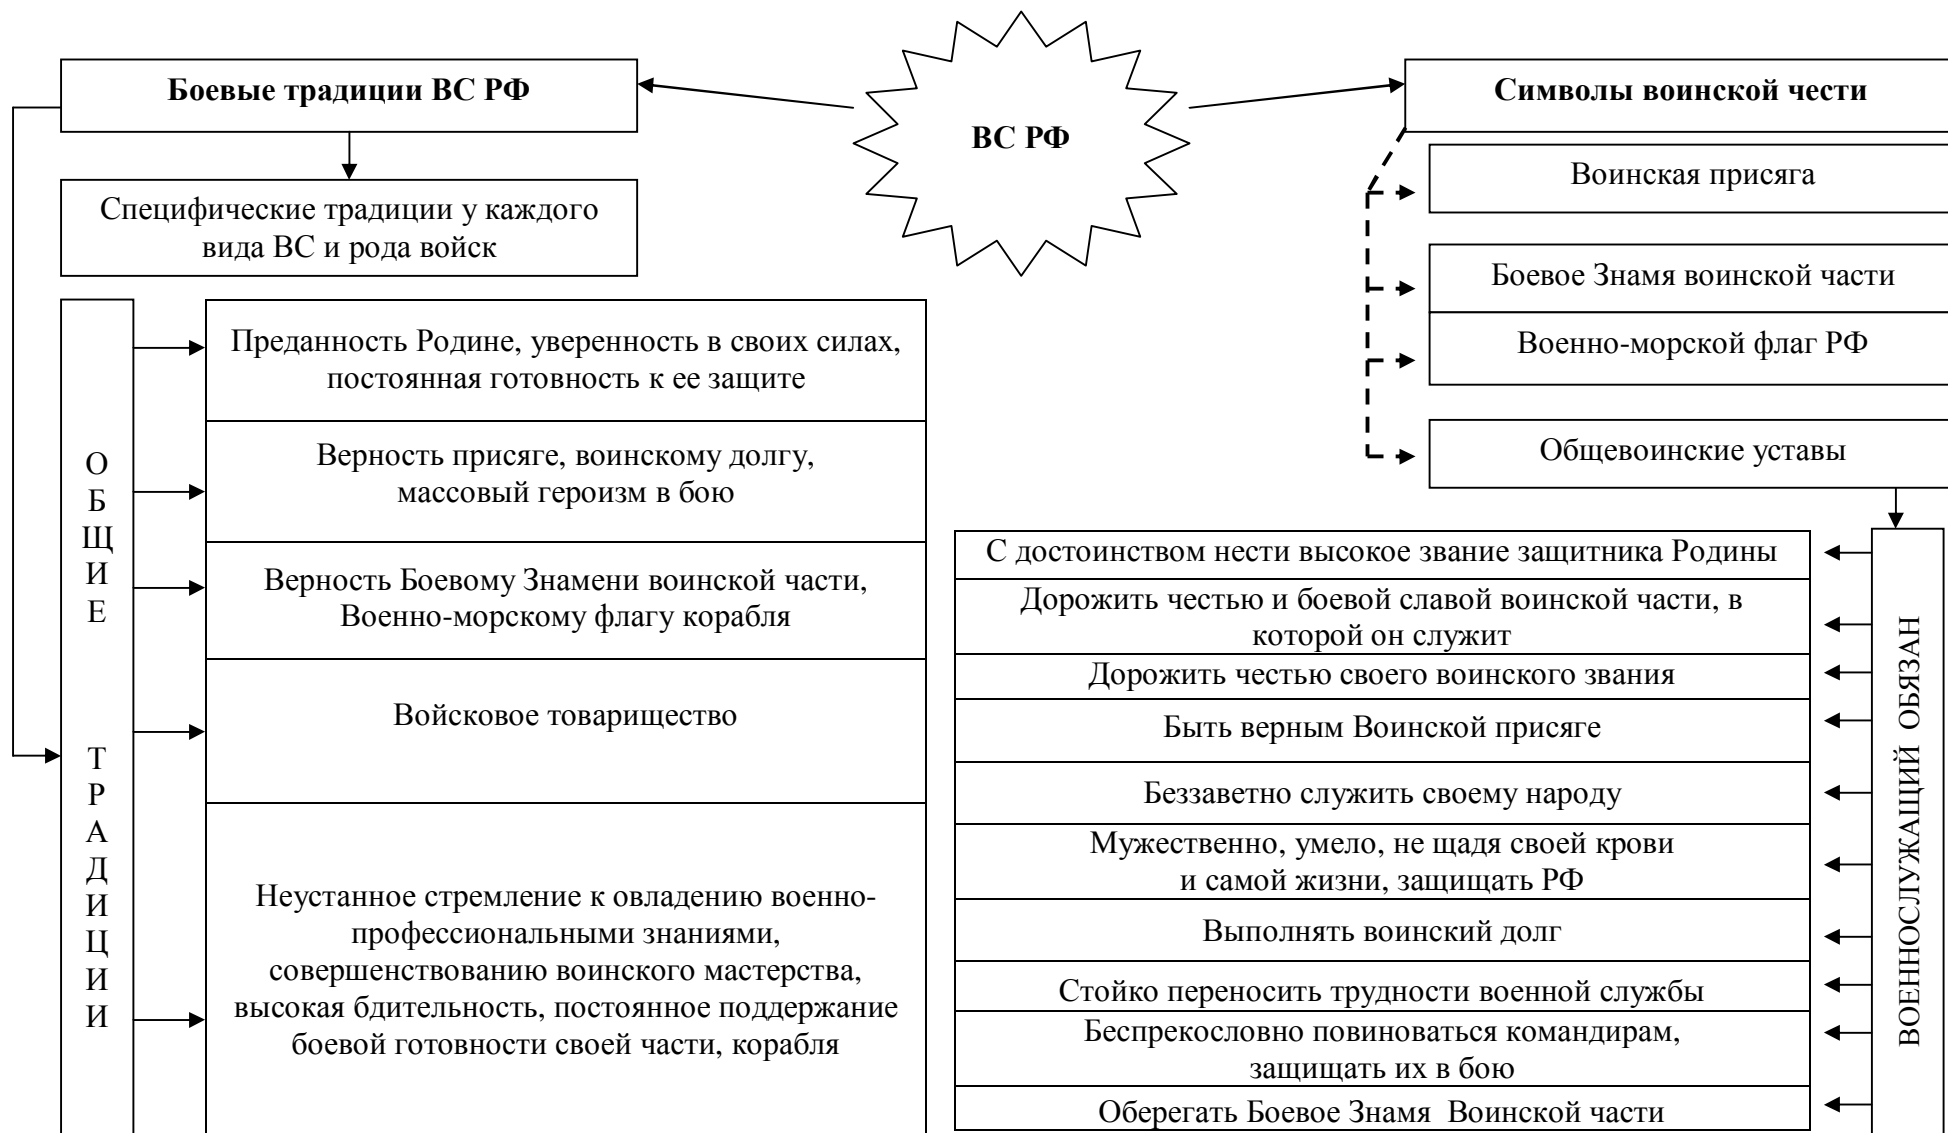 Боевые традиции ВС РФ
ВС РФ
Символы воинской чести
Специфические традиции у каждого
вида ВС и рода войск
Воинская присяга
Боевое Знамя воинской части
Военно-морской флаг РФ
Общевоинские уставы
ОБЩИЕ ТРАДИЦИИ
Преданность Родине, уверенность в своих силах,
постоянная готовность к ее защите
Верность присяге, воинскому долгу,
массовый героизм в бою
Верность Боевому Знамени воинской части,
Военно-морскому флагу корабля
Войсковое товарищество
Неустанное стремление к овладению военно-
профессиональными знаниями,
совершенствованию воинского мастерства,
высокая бдительность, постоянное поддержание
боевой готовности своей части, корабля
ВОЕННОСЛУЖАЩИЙ ОБЯЗАН
С достоинством нести высокое звание защитника Родины
Дорожить честью и боевой славой воинской части, в
которой он служит
Дорожить честью своего воинского звания
Быть верным Воинской присяге
Беззаветно служить своему народу
Мужественно, умело, не щадя своей крови
и самой жизни, защищать РФ
Выполнять воинский долг
Стойко переносить трудности военной службы
Беспрекословно повиноваться командирам,
защищать их в бою
Оберегать Боевое Знамя Воинской части